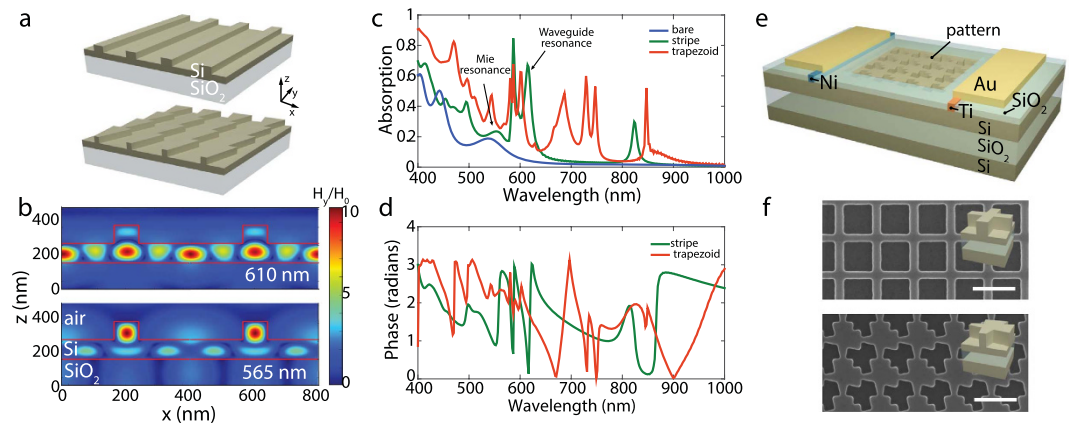 a
Si
SiO2
z
y
x
b
Hy/H0
400
200
0
610 nm
10
z (nm)
400
200
0
air
Si
SiO2
565 nm
0
0
200
400
600
800
x (nm)
c
Absorption
1
0.8
0.6
0.4
0.2
0
Mie
resonance
Waveguide
resonance
bare
stripe
trapezoid
400
500
600
700
800
900
1000
Wavelength (nm)
d
Phase (radians)
4
3
2
1
0
stripe
trapezoid
400
500
600
700
800
900
1000
Wavelength (nm)
e
pattern
Ni
Au
Ti
SiO2
Si
SiO2
Si
f